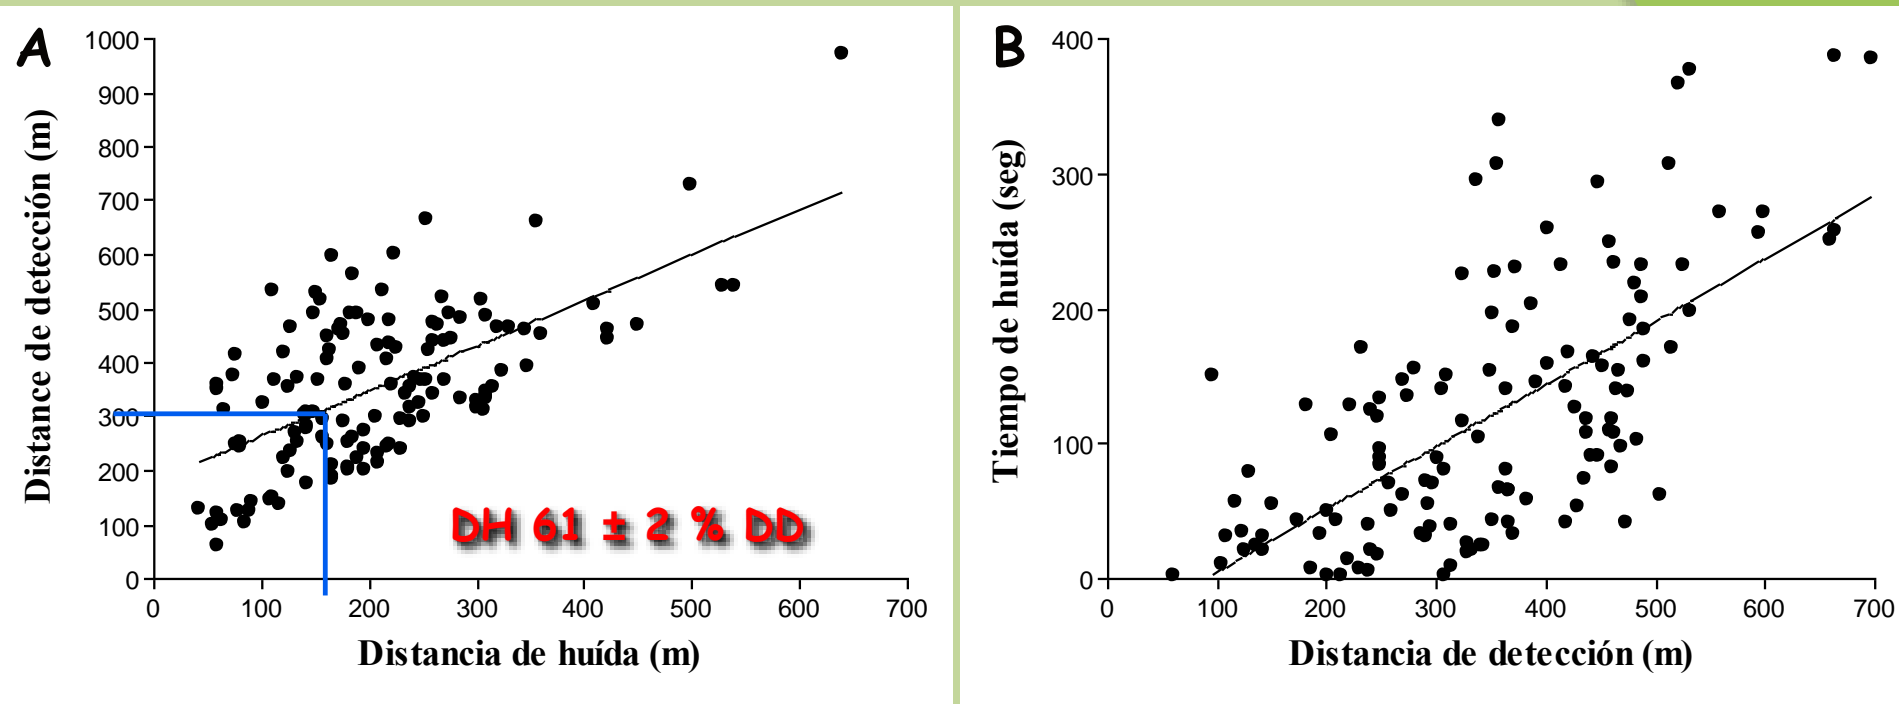 A
Distance de detección (m)
1000
900
800
700
600
500
400
300
200
100
0
0 100 200 300 400 500 600 700
DH 61 ± 2 % DD
Distancia de huída (m)
B
Tiempo de huída (seg)
400
300
200
100
0
0 100 200 300 400 500 600 700
Distancia de detección (m)